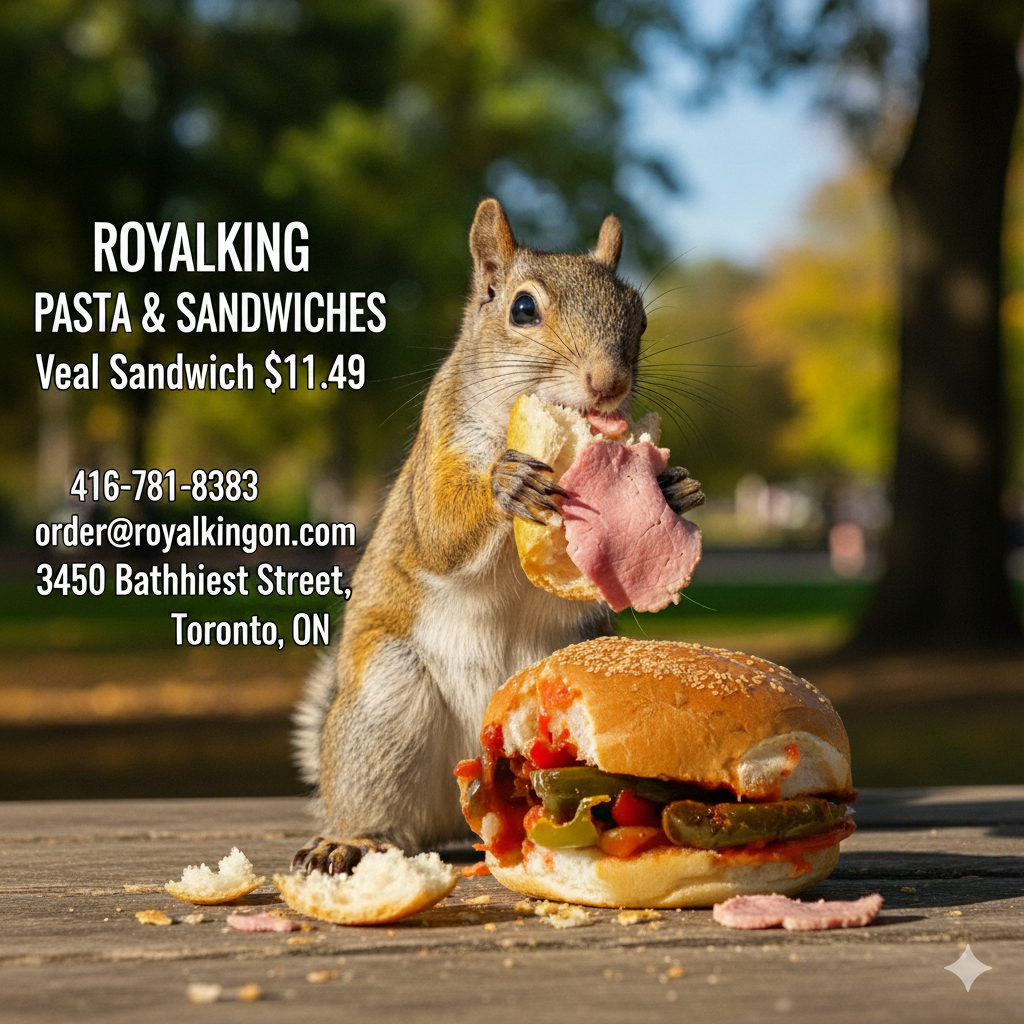 ROYALKING
PASTA & SANDWICHES
Veal Sandwich $11.49
416-781-8383
order@royalkingon.com
3450 Bathhiest Street,
Toronto, ON